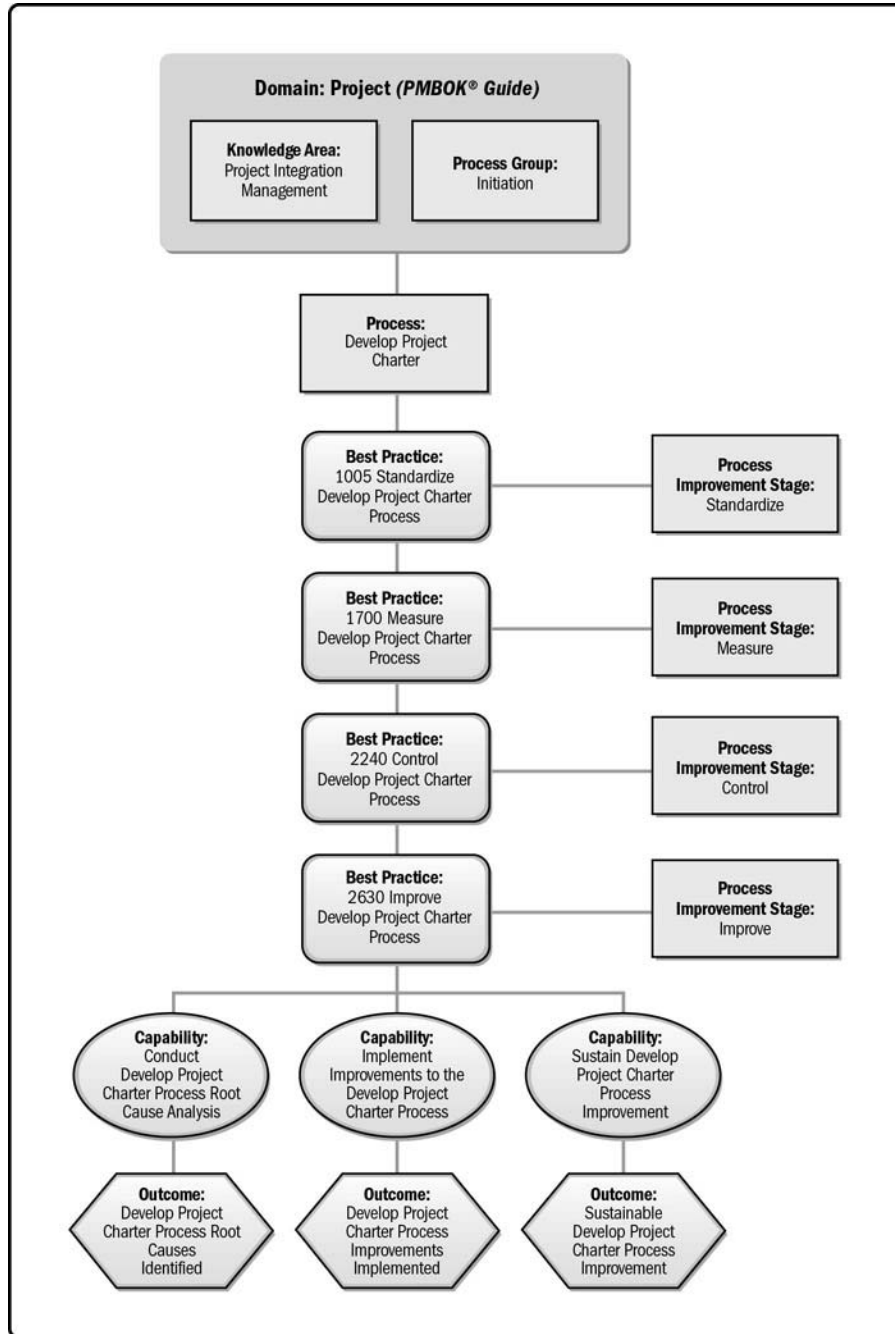 Domain: Project (PMBOK® Guide)
Knowledge Area:
Project Integration
Management
Process Group:
Initiation
Process:
Develop Project
Charter
Best Practice:
1005 Standardize
Develop Project Charter
Process
Process
Improvement Stage:
Standardize
Best Practice:
1700 Measure
Develop Project Charter
Process
Process
Improvement Stage:
Measure
Best Practice:
2240 Control
Develop Project Charter
Process
Process
Improvement Stage:
Control
Best Practice:
2630 Improve
Develop Project Charter
Process
Process
Improvement Stage:
Improve
Capability:
Conduct
Develop Project
Charter Process Root
Cause Analysis
Capability:
Implement
Improvements to the
Develop Project
Charter Process
Capability:
Sustain Develop
Project Charter
Process
Improvement
Outcome:
Develop Project
Charter Process Root
Causes
Identified
Outcome:
Develop Project
Charter Process
Improvements
Implemented
Outcome:
Sustainable
Develop Project
Charter Process
Improvement